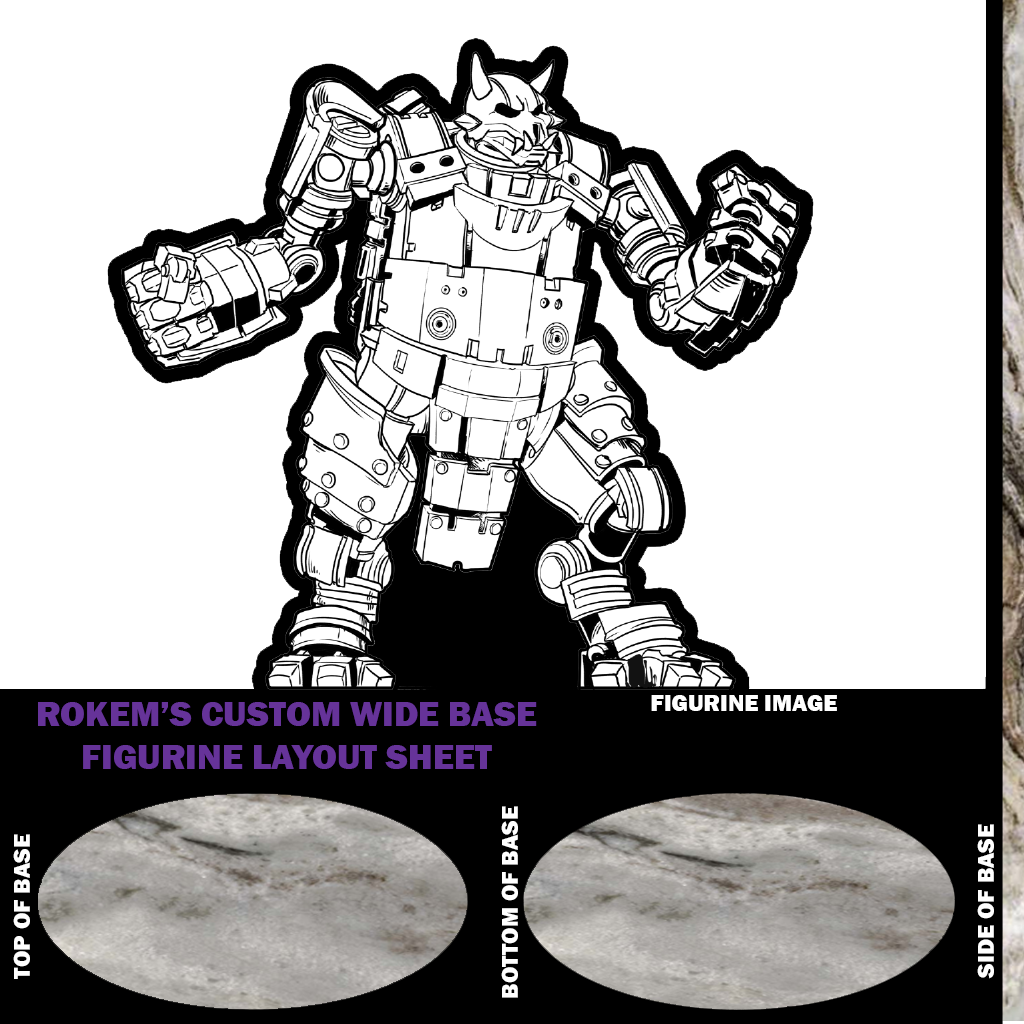 FIGURINE IMAGE
ROKEM'S CUSTOM WIDE BASE
FIGURINE LAYOUT SHEET
TOP OF BASE
BOTTOM OF BASE
SIDE OF BASE